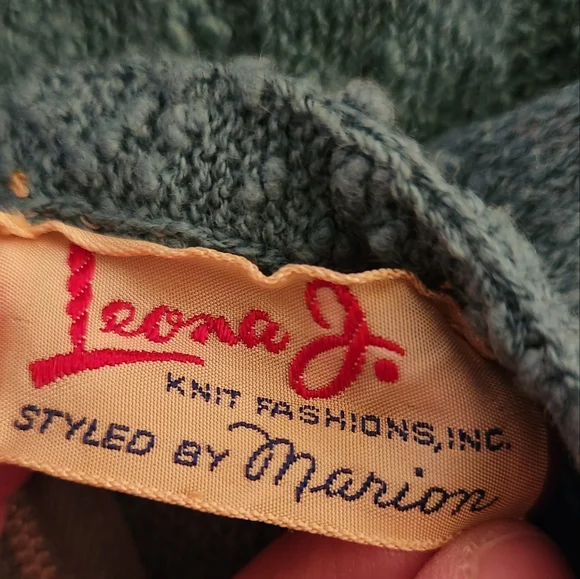 Leona J.
KNIT FASHIONS, INC.
STYLED BY Marion